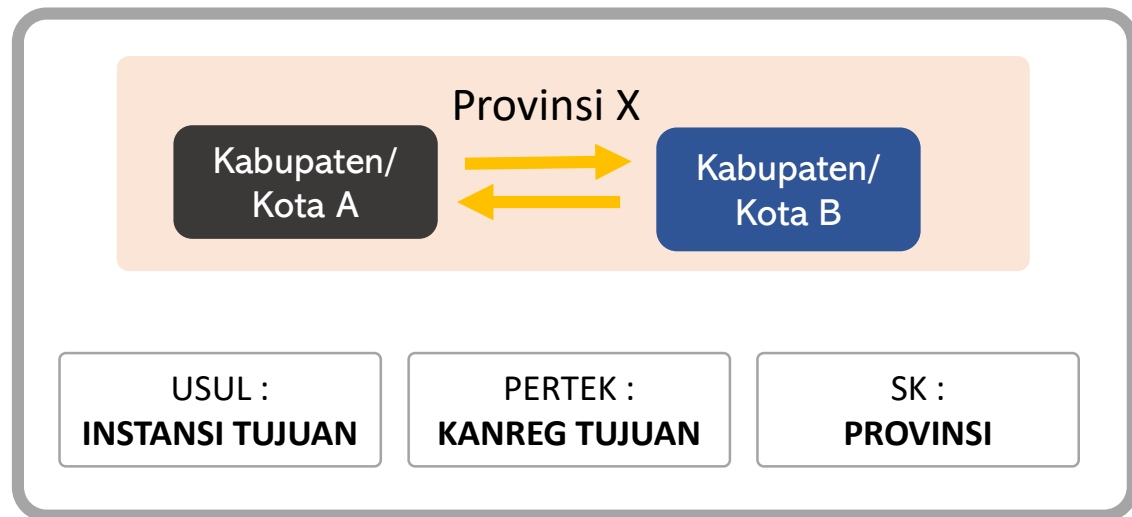 Provinsi X
Kabupaten/
Kota A
Kabupaten/
Kota B
USUL :
INSTANSI TUJUAN
PERTEK :
KANREG TUJUAN
SK :
PROVINSI